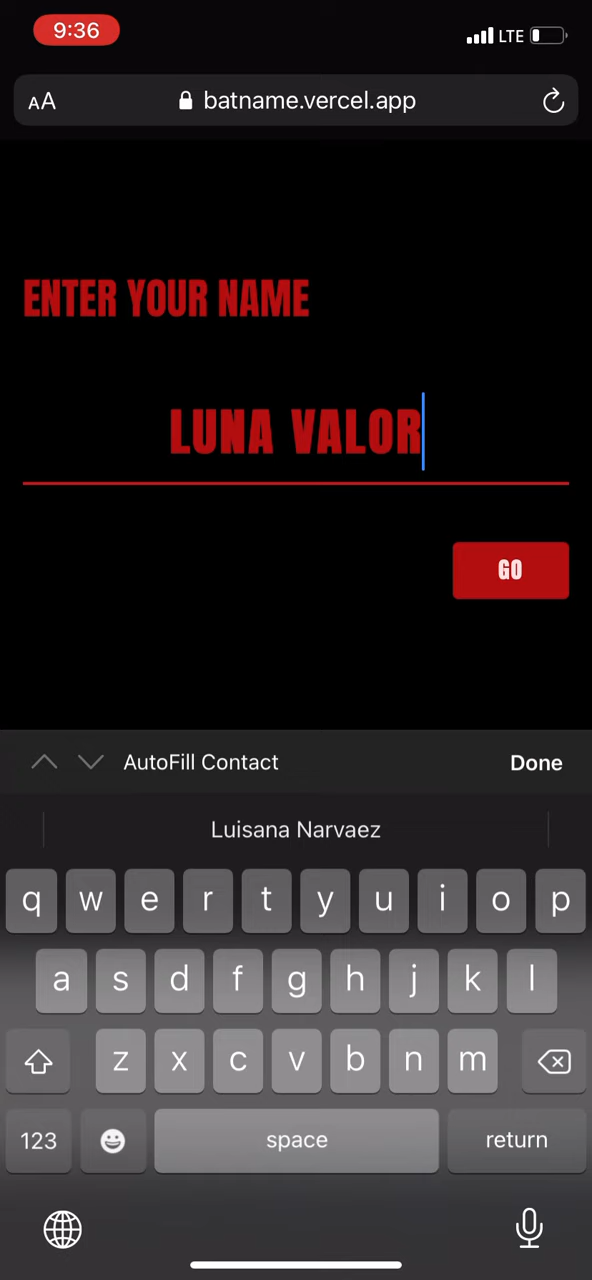 9:36
LTE
AA
batname.vercel.app
ENTER YOUR NAME
LUNA VALOR
GO
AutoFill Contact
Done
Luisana Narvaez
q w e r t y u i o p
a s d f g h j k l
z x c v b n m
123
space
return